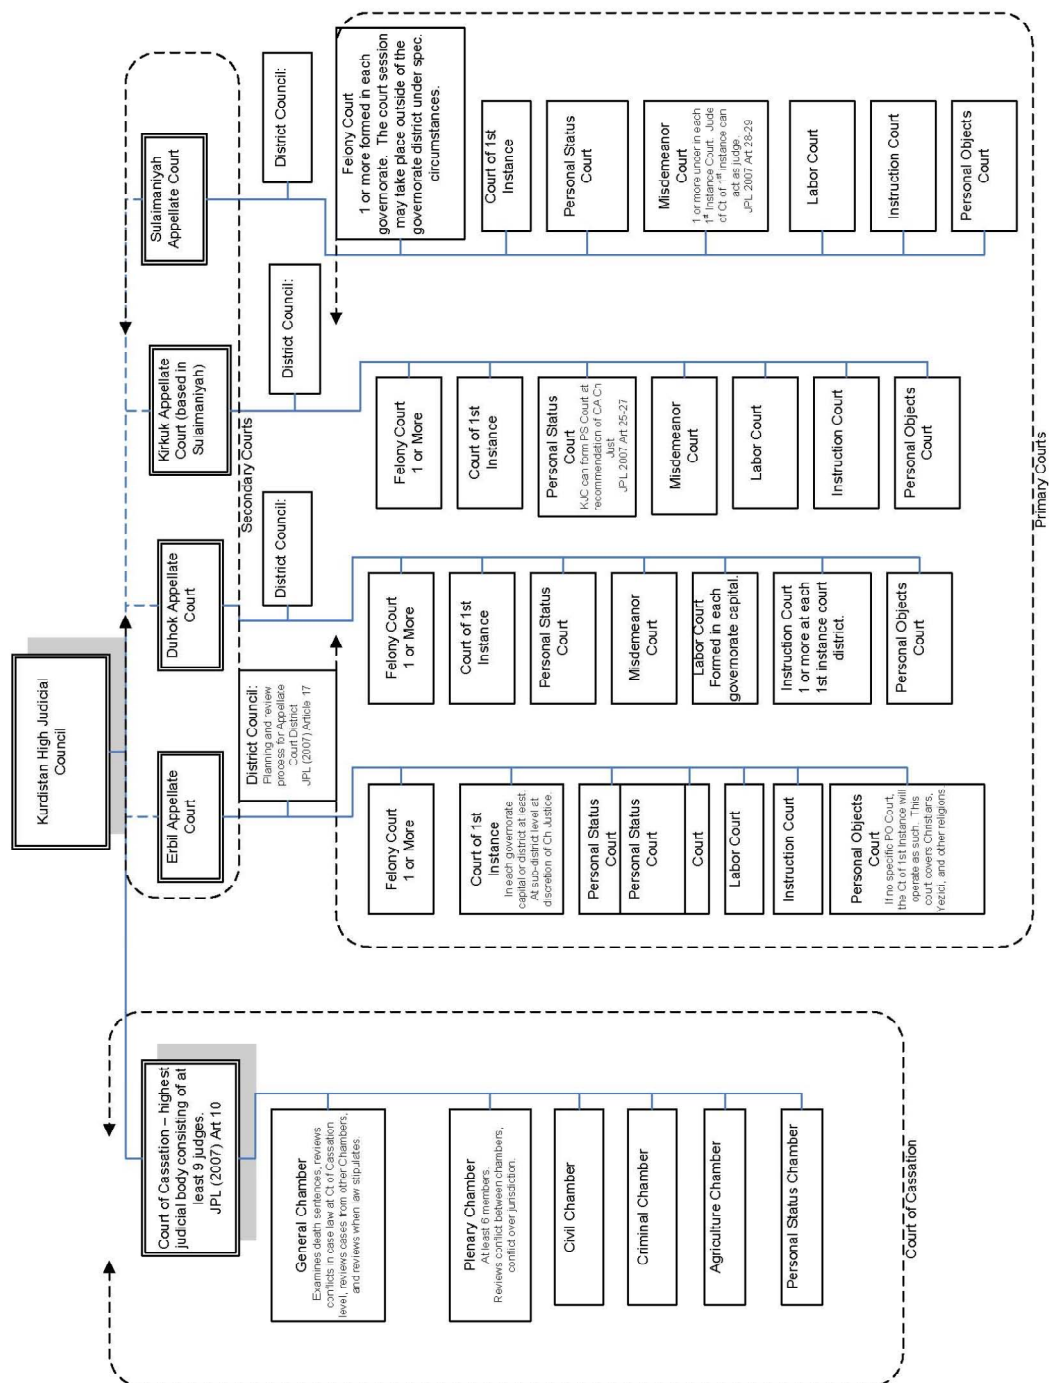 Kurdistan High Judicial
Council
Court of Cassation – highest
judicial body consisting of at
least 9 judges.
JPL (2007) Art 10
General Chamber
Examines death sentences, reviews
conflicts in case law at Ct of Cassation
level, reviews cases from other Chambers,
and reviews when law stipulates.
Plenary Chamber
At least 6 members.
Reviews conflict between chambers,
conflict over jurisdiction.
Civil Chamber
Criminal Chamber
Agriculture Chamber
Personal Status Chamber
Court of Cassation
Erbil Appellate
Court
District Council:
Planning and review
process for Appellate
Court District
JPL (2007) Article 17
Felony Court
1 or More
Court of 1st
Instance
In each governorate
capital or district at least.
At sub-district level at
discretion of Ch Justice
Personal Status
Court
Personal Status
Court
Court
Labor Court
Instruction Court
Personal Objects
Court
If no specific PO Court,
the Ct of 1st Instance will
operate as such. This
court covers Christians,
Yezici, and other religions
Duhok Appellate
Court
District Council:
Felony Court
1 or More
Court of 1st
Instance
Personal Status
Court
Misdemeanor
Court
Labor Court
Formed in each
governorate capital.
Instruction Court
1 or more at each
1st instance court
district.
Personal Objects
Court
Kirkuk Appellate
Court (based in
Sulaimaniyah)
Secondary Courts
District Council:
Felony Court
1 or More
Court of 1st
Instance
Personal Status
Court
KJC can form PS Court at
recommendation of CA Ch
Just
JPL 2007 Art 25-27
Misdemeanor
Court
Labor Court
Instruction Court
Personal Objects
Court
Sulaimaniyah
Appellate Court
District Council:
Felony Court
1 or more formed in each
governorate. The court session
may take place outside of the
governorate district under spec.
circumstances.
Court of 1st
Instance
Personal Status
Court
Misdemeanor
Court
1 or more under in each
1st Instance Court. Jude
of Ct of 1st instance can
act as judge.
JPL 2007 Art 28-29
Labor Court
Instruction Court
Personal Objects
Court
Primary Courts